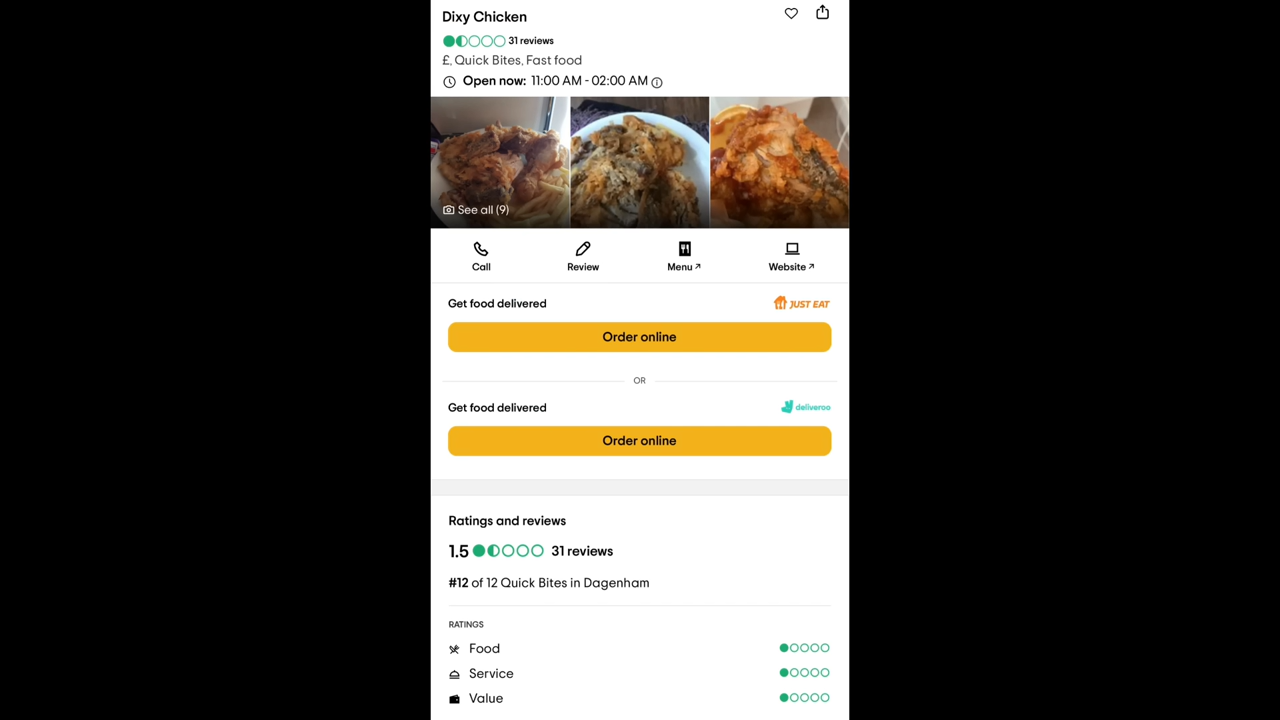 Dixy Chicken
31 reviews
£, Quick Bites, Fast food
Open now: 11:00 AM - 02:00 AM
See all (9)
Call Review Menu Website
Get food delivered JUST EAT
Order online
OR
Get food delivered deliveroo
Order online
Ratings and reviews
1.5 31 reviews
#12 of 12 Quick Bites in Dagenham
RATINGS
Food
Service
Value